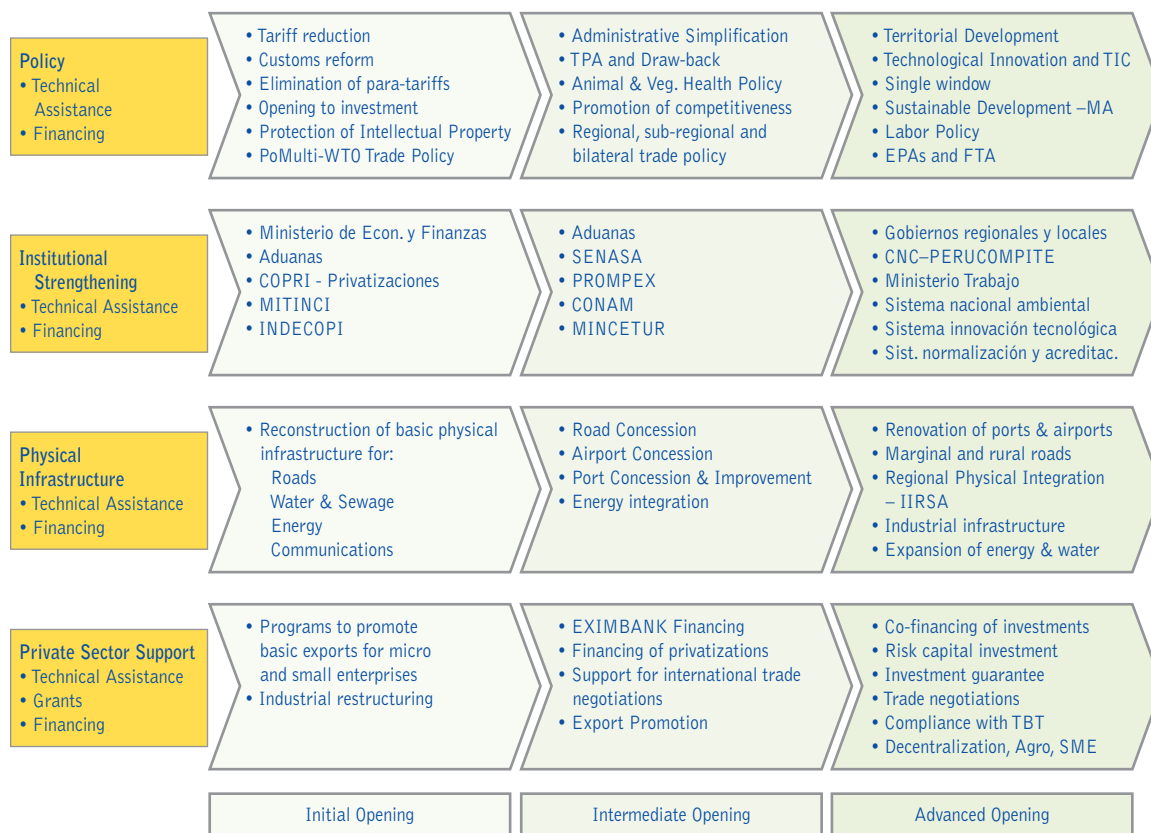 Policy
• Technical
Assistance
• Financing
• Tariff reduction
• Customs reform
• Elimination of para-tariffs
• Opening to investment
• Protection of Intellectual Property
• PoMulti-WTO Trade Policy
• Administrative Simplification
• TPA and Draw-back
• Animal & Veg. Health Policy
• Promotion of competitiveness
• Regional, sub-regional and
bilateral trade policy
• Territorial Development
• Technological Innovation and TIC
• Single window
• Sustainable Development –MA
• Labor Policy
• EPAs and FTA
Institutional
Strengthening
• Technical Assistance
• Financing
• Ministerio de Econ. y Finanzas
• Aduanas
• COPRI - Privatizaciones
• MITINCI
• INDECOPI
• Aduanas
• SENASA
• PROMPEX
• CONAM
• MINCETUR
• Gobiernos regionales y locales
• CNC–PERUCOMPITE
• Ministerio Trabajo
• Sistema nacional ambiental
• Sistema innovación tecnológica
• Sist. normalización y acreditac.
Physical
Infrastructure
• Technical Assistance
• Financing
• Reconstruction of basic physical
infrastructure for:
Roads
Water & Sewage
Energy
Communications
• Road Concession
• Airport Concession
• Port Concession & Improvement
• Energy integration
• Renovation of ports & airports
• Marginal and rural roads
• Regional Physical Integration
– IIRSA
• Industrial infrastructure
• Expansion of energy & water
Private Sector Support
• Technical Assistance
• Grants
• Financing
• Programs to promote
basic exports for micro
and small enterprises
• Industrial restructuring
• EXIMBANK Financing
• Financing of privatizations
• Support for international trade
negotiations
• Export Promotion
• Co-financing of investments
• Risk capital investment
• Investment guarantee
• Trade negotiations
• Compliance with TBT
• Decentralization, Agro, SME
Initial Opening
Intermediate Opening
Advanced Opening